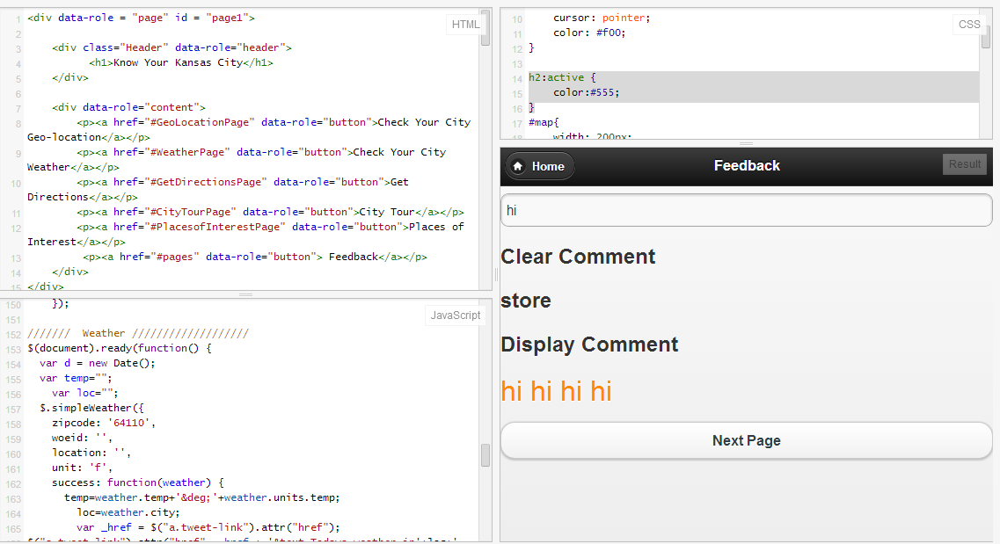 HTML
1 <div data-role = "page" id = "page1">
2
3 <div class="Header" data-role="header">
4 <h1>Know Your Kansas City</h1>
5 </div>
6
7 <div data-role="content">
8 <p><a href="#GeoLocationPage" data-role="button">Check Your City
Geo-location</a></p>
9 <p><a href="#WeatherPage" data-role="button">Check Your City
Weather</a></p>
10 <p><a href="#GetDirectionsPage" data-role="button">Get
Directions</a></p>
11 <p><a href="#CityTourPage" data-role="button">City Tour</a></p>
12 <p><a href="#PlacesofInterestPage" data-role="button">Places of
Interest</a></p>
13 <p><a href="#pages" data-role="button"> Feedback</a></p>
14 </div>
15 </div>
JavaScript
150 });
151
152 /////// Weather ///////////////////
153 $(document).ready(function() {
154 var d = new Date();
155 var temp="";
156 var loc="";
157 $.simpleWeather({
158 zipcode: '64110',
159 woeid: '',
160 location: '',
161 unit: 'f',
162 success: function(weather) {
163 temp=weather.temp+'&deg;'+weather.units.temp;
164 loc=weather.city;
165 var _href = $("a.tweet-link").attr("href");
CSS
10 cursor: pointer;
11 color: #f00;
12 }
13
14 h2:active {
15 color:#555;
16 }
17 #map{
18 width: 200px;
Home
Feedback
Result
hi
Clear Comment
store
Display Comment
hi hi hi hi
Next Page